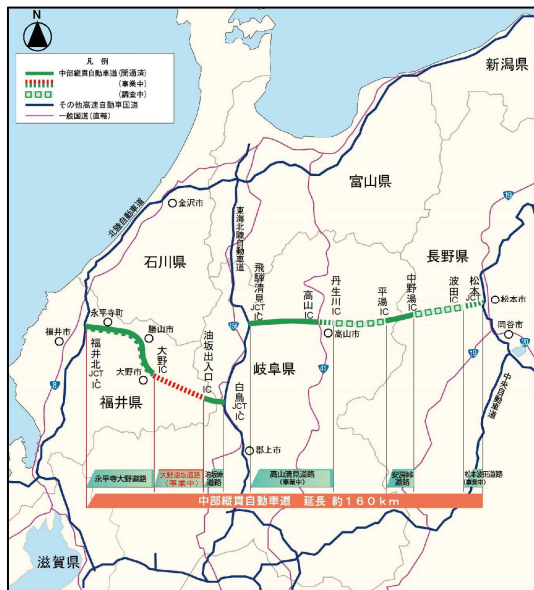 N
凡 例
中部縦貫自動車道 (開通済)
(事業中)
(調査中)
その他高速自動車国道
一般国道(直轄)
新潟県
富山県
金沢市
北陸自動車道
石川県
東海北陸自動車道
長野県
19
飛騨清見JCT IC
高山IC
丹生川IC
平湯IC
中ノ湯IC
波田IC
松本JCT
松本市
岡谷市
20
永平寺町
勝山市
福井市
大野IC
油坂出入口IC
高山市
156
41
19
大野市
福井北JCT IC
白鳥JCT IC
岐阜県
福井県
8
中央自動車道
郡上市
永平寺大野道路
大野油坂道路
(事業中)
油坂峠
道路
高山清見道路
(事業中)
安房峠
道路
松本波田道路
(事業中)
中部縦貫自動車道 延長 約160km
滋賀県